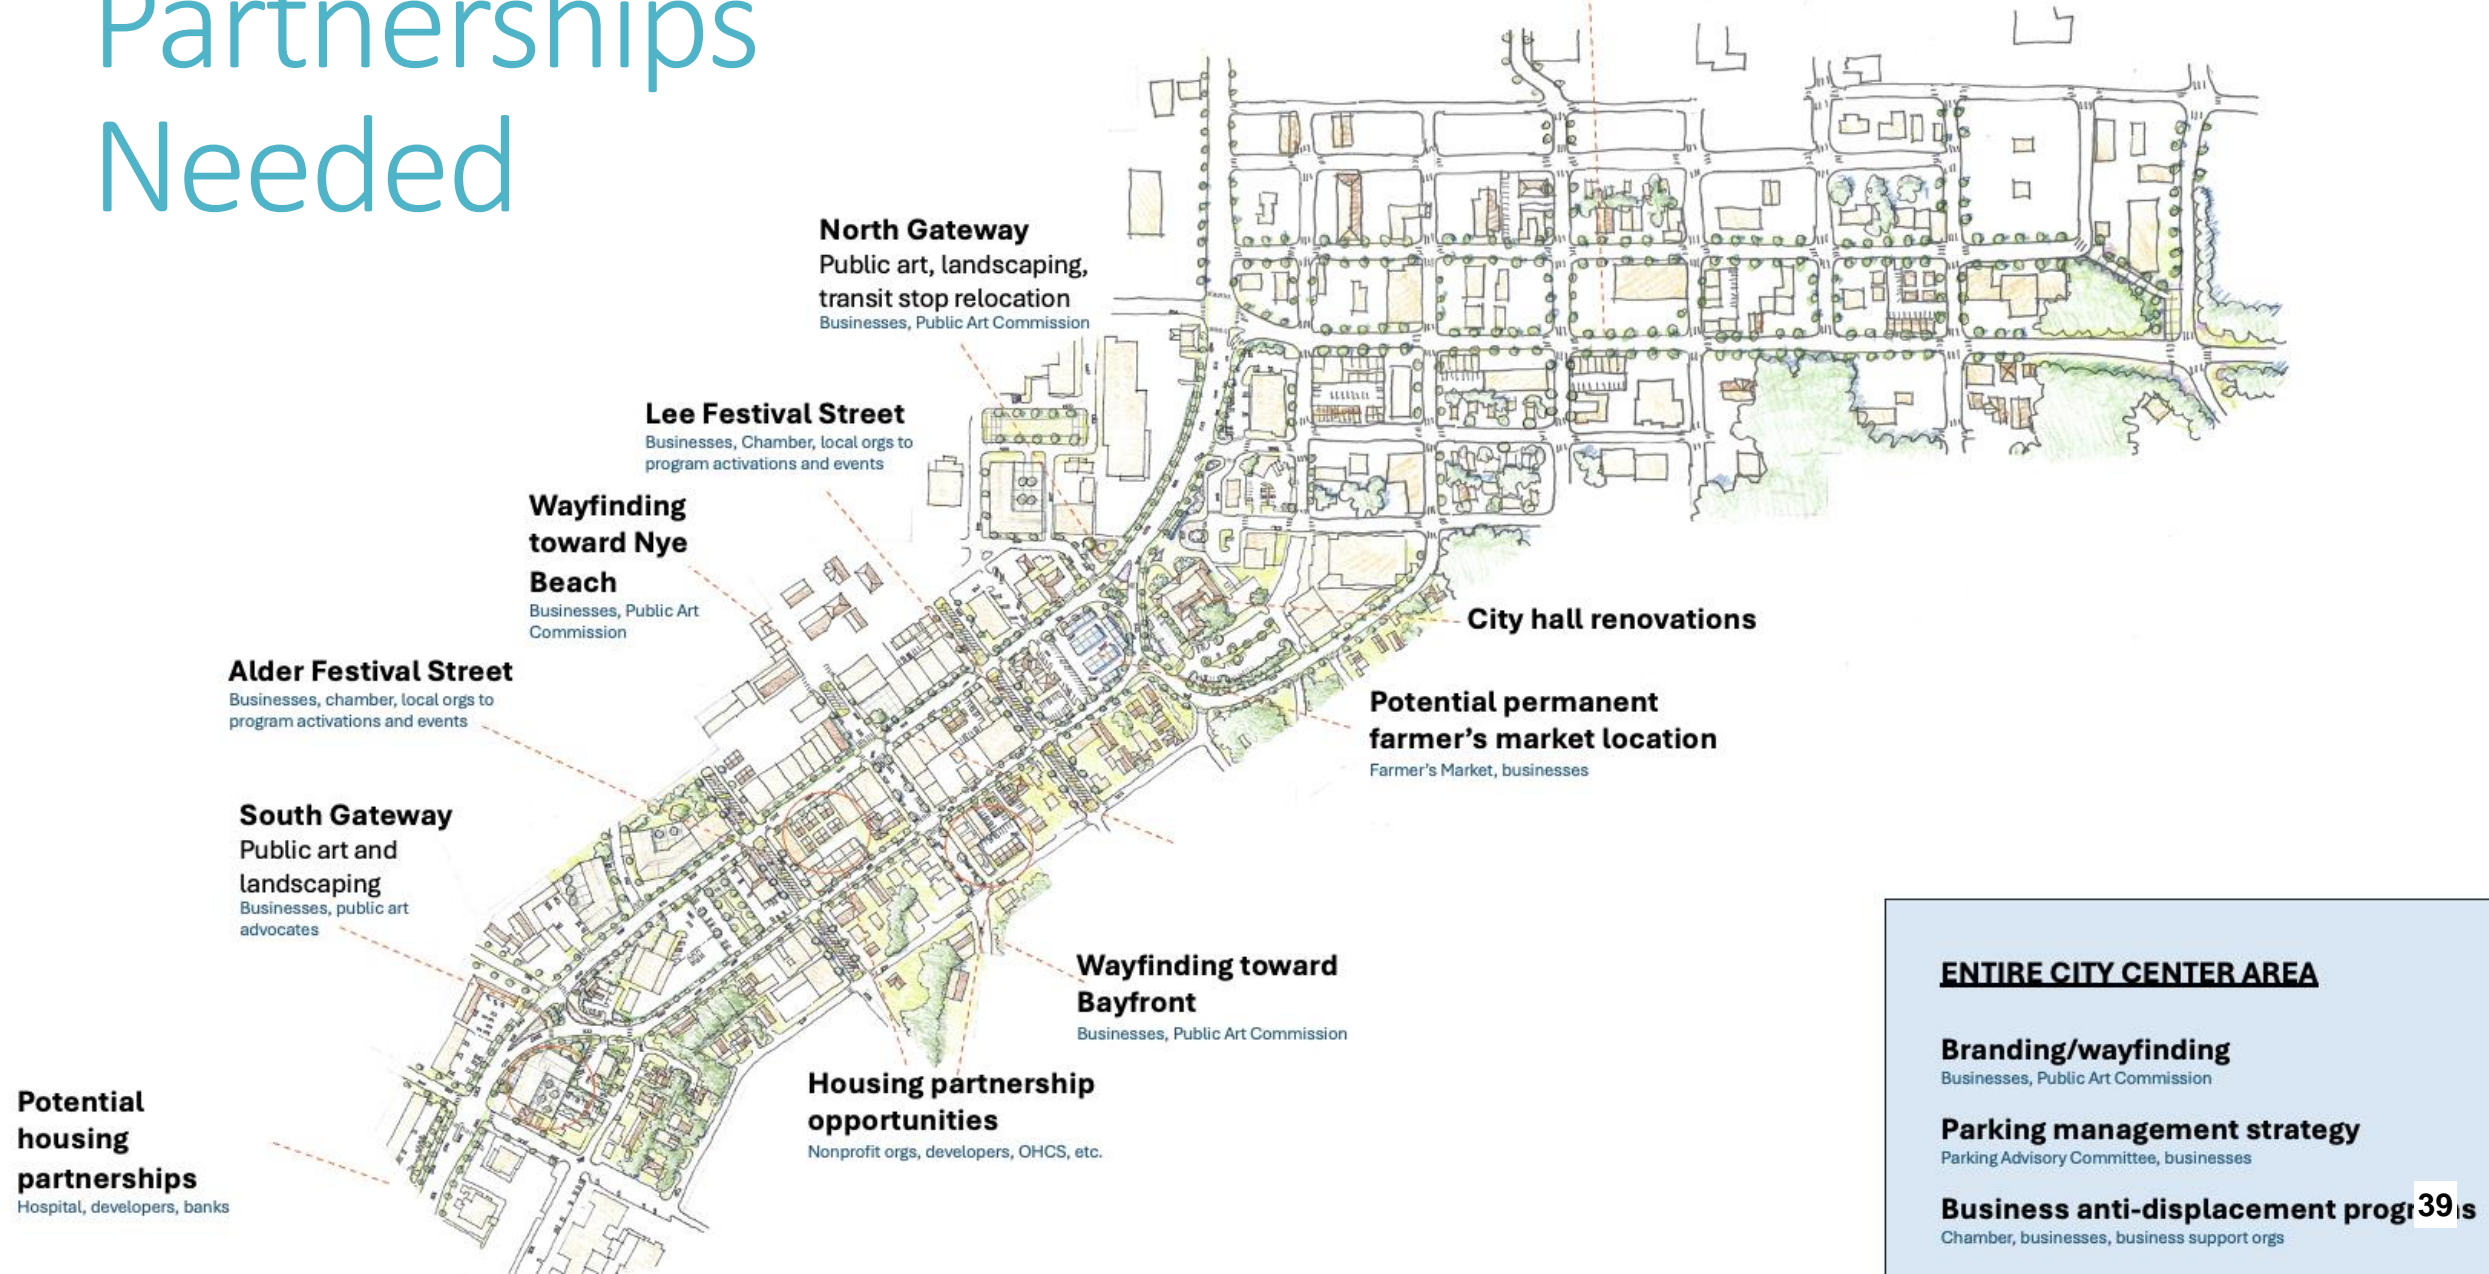 Partnerships
Needed
North Gateway
Public art, landscaping,
transit stop relocation
Businesses, Public Art Commission
Lee Festival Street
Businesses, Chamber, local orgs to
program activations and events
Wayfinding
toward Nye
Beach
Businesses, Public Art
Commission
Alder Festival Street
Businesses, chamber, local orgs to
program activations and events
South Gateway
Public art and
landscaping
Businesses, public art
advocates
Potential
housing
partnerships
Hospital, developers, banks
City hall renovations
Potential permanent
farmer's market location
Farmer's Market, businesses
Wayfinding toward
Bayfront
Businesses, Public Art Commission
Housing partnership
opportunities
Nonprofit orgs, developers, OHCS, etc.
ENTIRE CITY CENTER AREA
Branding/wayfinding
Businesses, Public Art Commission
Parking management strategy
Parking Advisory Committee, businesses
Business anti-displacement
39
Chamber, businesses, business support orgs